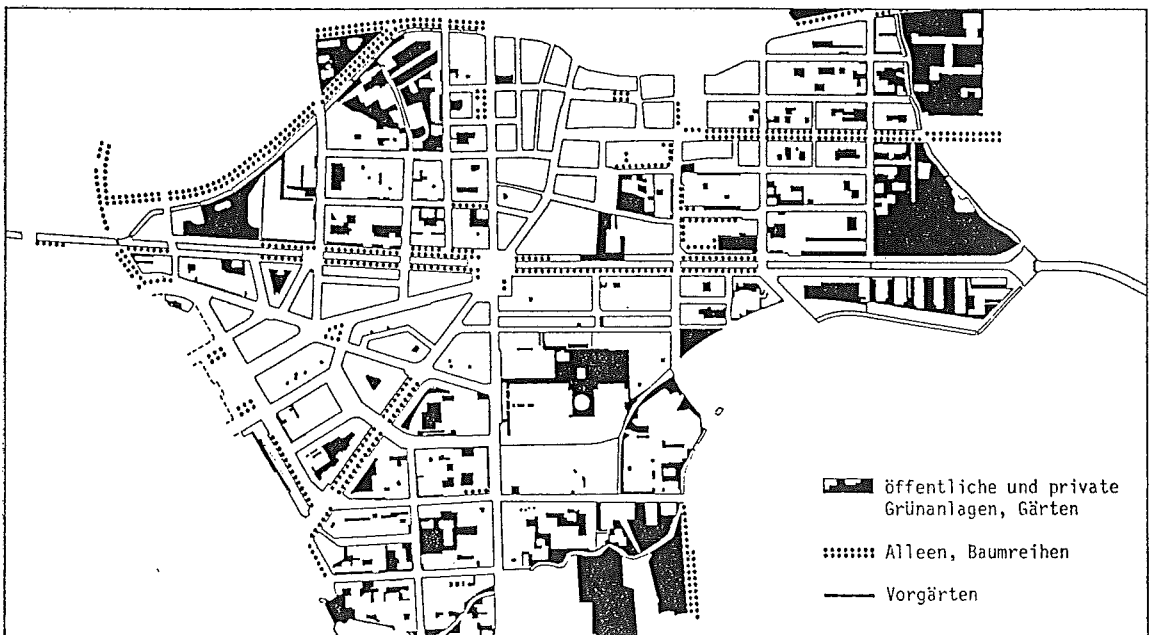 öffentliche und private
Grünanlagen, Gärten
Alleen, Baumreihen
Vorgärten